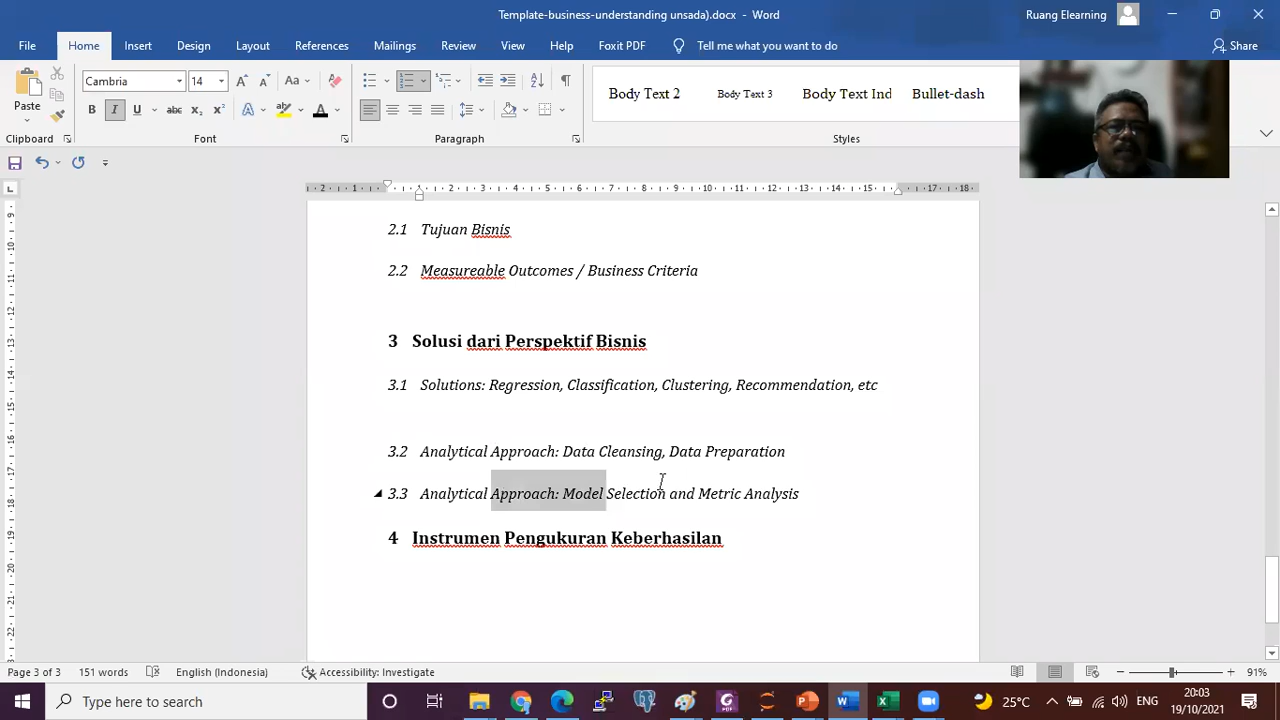 Template-business-understanding unsada).docx - Word
Ruang Elearning
File Home Insert Design Layout References Mailings Review View Help Foxit PDF Tell me what you want to do Share
Cambria 14
Paste
Clipboard Font Paragraph Styles
Body Text 2 Body Text 3 Body Text Ind Bullet-dash
2.1 Tujuan Bisnis
2.2 Measureable Outcomes / Business Criteria
3 Solusi dari Perspektif Bisnis
3.1 Solutions: Regression, Classification, Clustering, Recommendation, etc
3.2 Analytical Approach: Data Cleansing, Data Preparation
3.3 Analytical Approach: Model Selection and Metric Analysis
4 Instrumen Pengukuran Keberhasilan
Page 3 of 3 151 words English (Indonesia) Accessibility: Investigate 91%
Type here to search
25°C ENG 20:03
19/10/2021